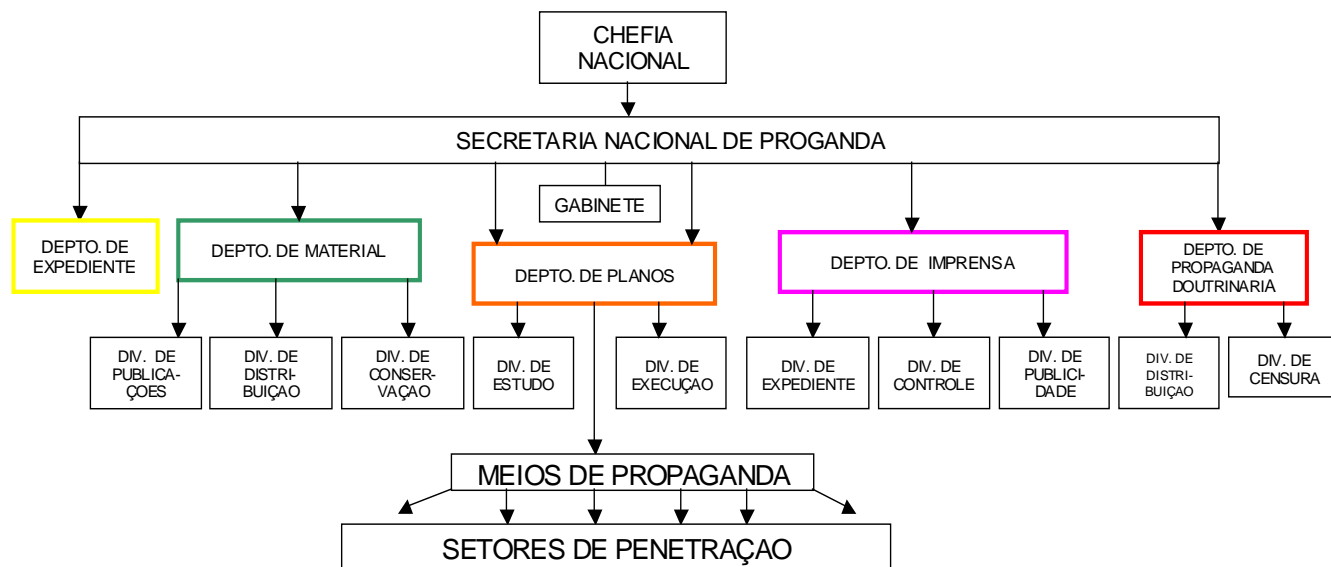 CHEFIA
NACIONAL
SECRETARIA NACIONAL DE PROGANDA
GABINETE
DEPTO. DE
EXPEDIENTE
DEPTO. DE MATERIAL
DEPTO. DE PLANOS
DEPTO. DE IMPRENSA
DEPTO. DE
PROPAGANDA
DOUTRINARIA
DIV. DE
PUBLICA-
ÇOES
DIV. DE
DISTRI-
BUIÇAO
DIV. DE
CONSER-
VAÇAO
DIV. DE
ESTUDO
DIV. DE
EXECUÇAO
DIV. DE
EXPEDIENTE
DIV. DE
CONTROLE
DIV. DE
PUBLICI-
DADE
DIV. DE
DISTRI-
BUIÇAO
DIV. DE
CENSURA
MEIOS DE PROPAGANDA
SETORES DE PENETRAÇAO